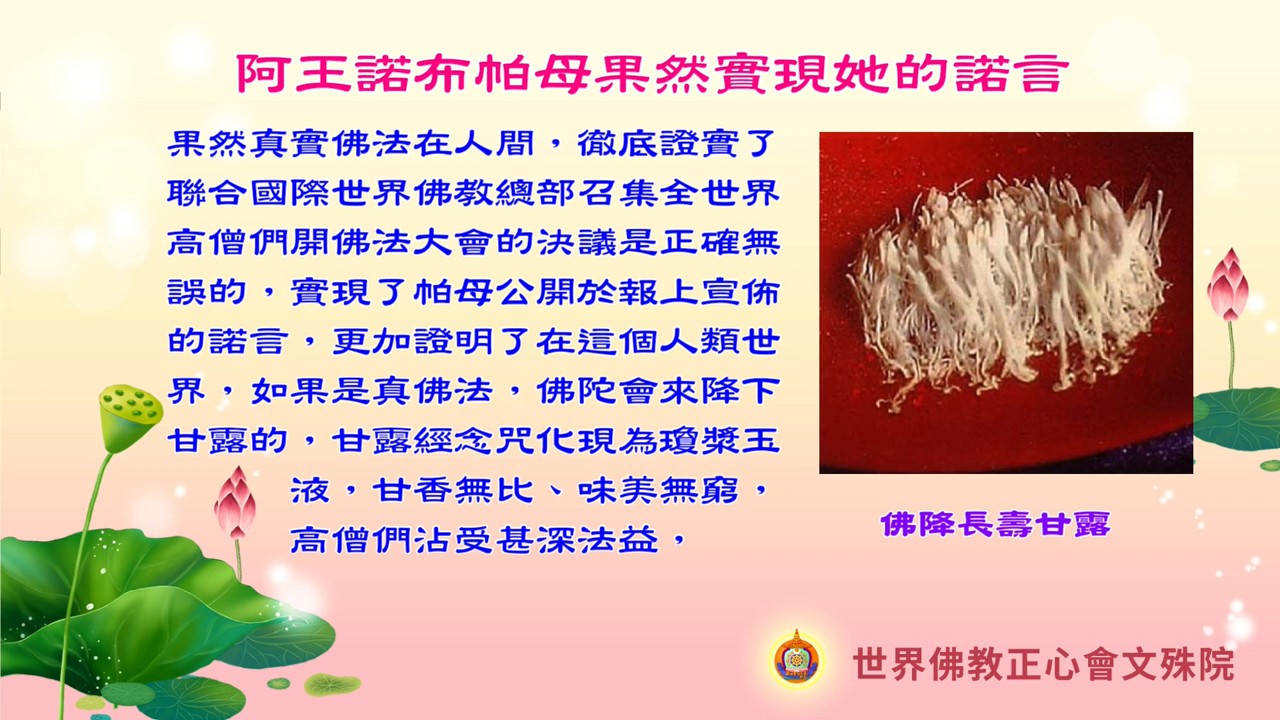 阿王諾布帕母果然實現她的諾言
果然真實佛法在人間，徹底證實了
聯合國際世界佛教總部召集全世界
高僧們開佛法大會的決議是正確無
誤的，實現了帕母公開於報上宣佈
的諾言，更加證明了在這個人類世
界，如果是真佛法，佛陀會來降下
甘露的，甘露經念咒化現為瓊漿玉
液，甘香無比、味美無窮，
高僧們沾受甚深法益，
佛降長壽甘露
世界佛教正心會文殊院